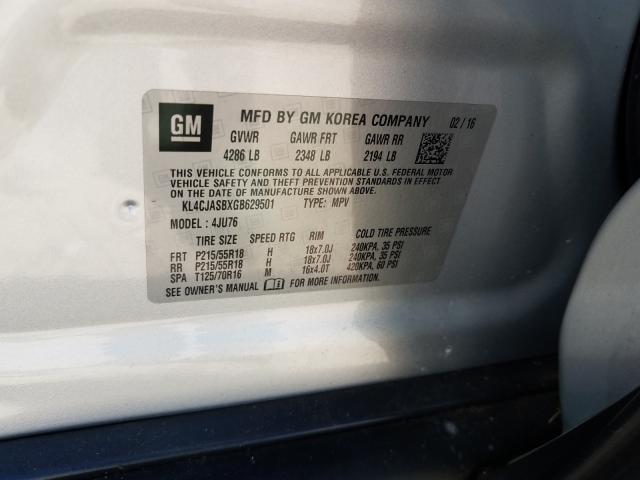 GM
MFD BY GM KOREA COMPANY 02/16
GVWR GAWR FRT GAWR RR
4286 LB 2348 LB 2194 LB
THIS VEHICLE CONFORMS TO ALL APPLICABLE U.S. FEDERAL MOTOR
VEHICLE SAFETY AND THEFT PREVENTION STANDARDS IN EFFECT
ON THE DATE OF MANUFACTURE SHOWN ABOVE.
KL4CJASBXGB629501 TYPE: MPV
MODEL : 4JU76
TIRE SIZE SPEED RTG RIM COLD TIRE PRESSURE
FRT P215/55R18 H 18x7.0J 240KPA, 35 PSI
RR P215/55R18 H 18x7.0J 240KPA, 35 PSI
SPA T125/70R16 M 16x4.0T 420KPA, 60 PSI
SEE OWNER'S MANUAL FOR MORE INFORMATION.